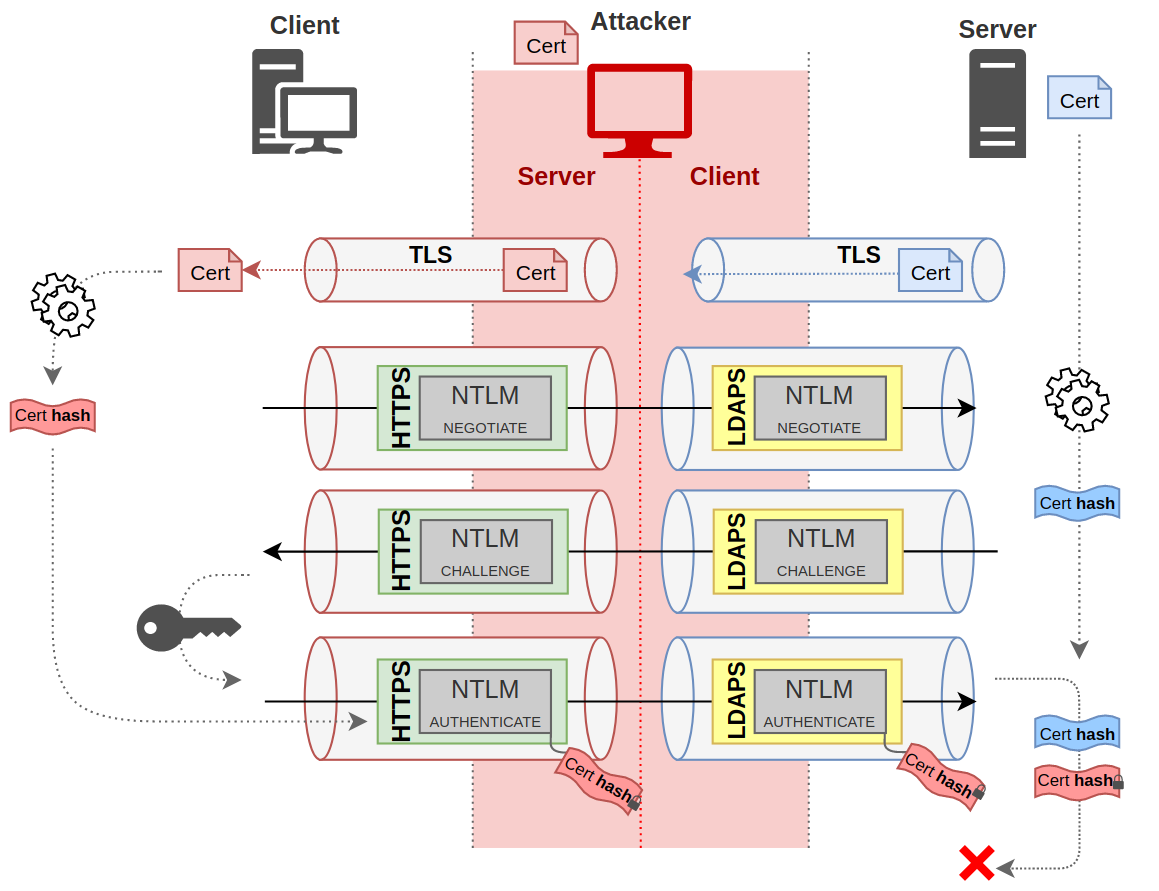 Client
Attacker
Server
Cert
Cert
Server
Client
TLS
TLS
Cert
Cert
Cert
HTTPS
NTLM
NEGOTIATE
LDAPS
NTLM
NEGOTIATE
Cert hash
Cert hash
HTTPS
NTLM
CHALLENGE
LDAPS
NTLM
CHALLENGE
HTTPS
NTLM
AUTHENTICATE
LDAPS
NTLM
AUTHENTICATE
Cert hash
Cert hash
Cert hash
Cert hash